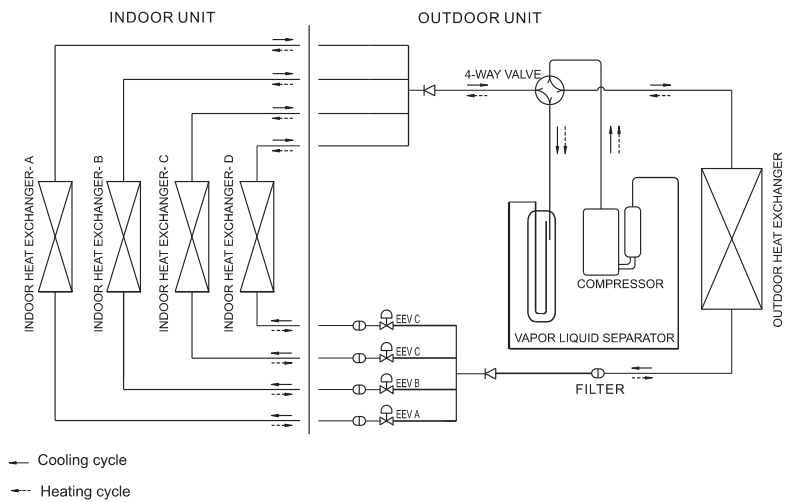 INDOOR UNIT
OUTDOOR UNIT
4-WAY VALVE
INDOOR HEAT EXCHANGER- A
INDOOR HEAT EXCHANGER- B
INDOOR HEAT EXCHANGER- C
INDOOR HEAT EXCHANGER- D
OUTDOOR HEAT EXCHANGER
COMPRESSOR
VAPOR LIQUID SEPARATOR
EEV C
EEV C
EEV B
EEV A
FILTER
Cooling cycle
Heating cycle